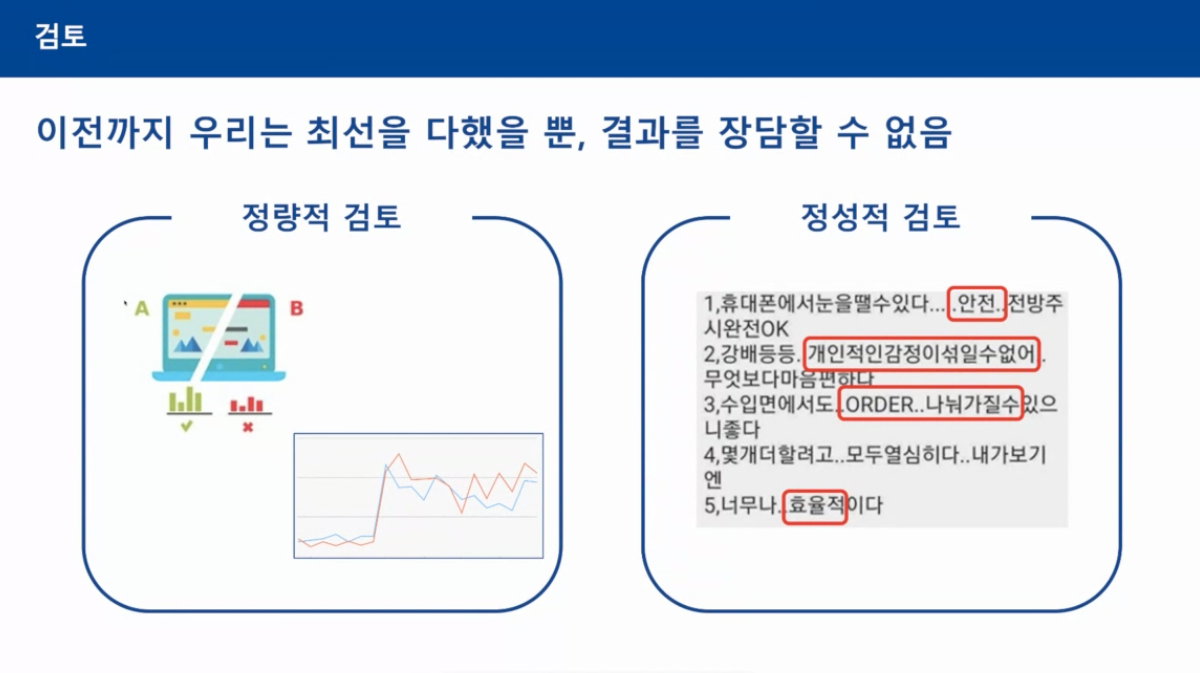 검토
이전까지 우리는 최선을 다했을 뿐, 결과를 장담할 수 없음
정량적 검토
A
B
정성적 검토
1,휴대폰에서눈을땔수있다.....안전..전방주
시완전OK
2,강배등등..개인적인감정이섞일수없어..
무엇보다마음편하다
3,수입면에서도..ORDER..나눠가질수있으
니좋다
4,몇개더할려고..모두열심히다..내가보기
엔
5,너무나..효율적이다